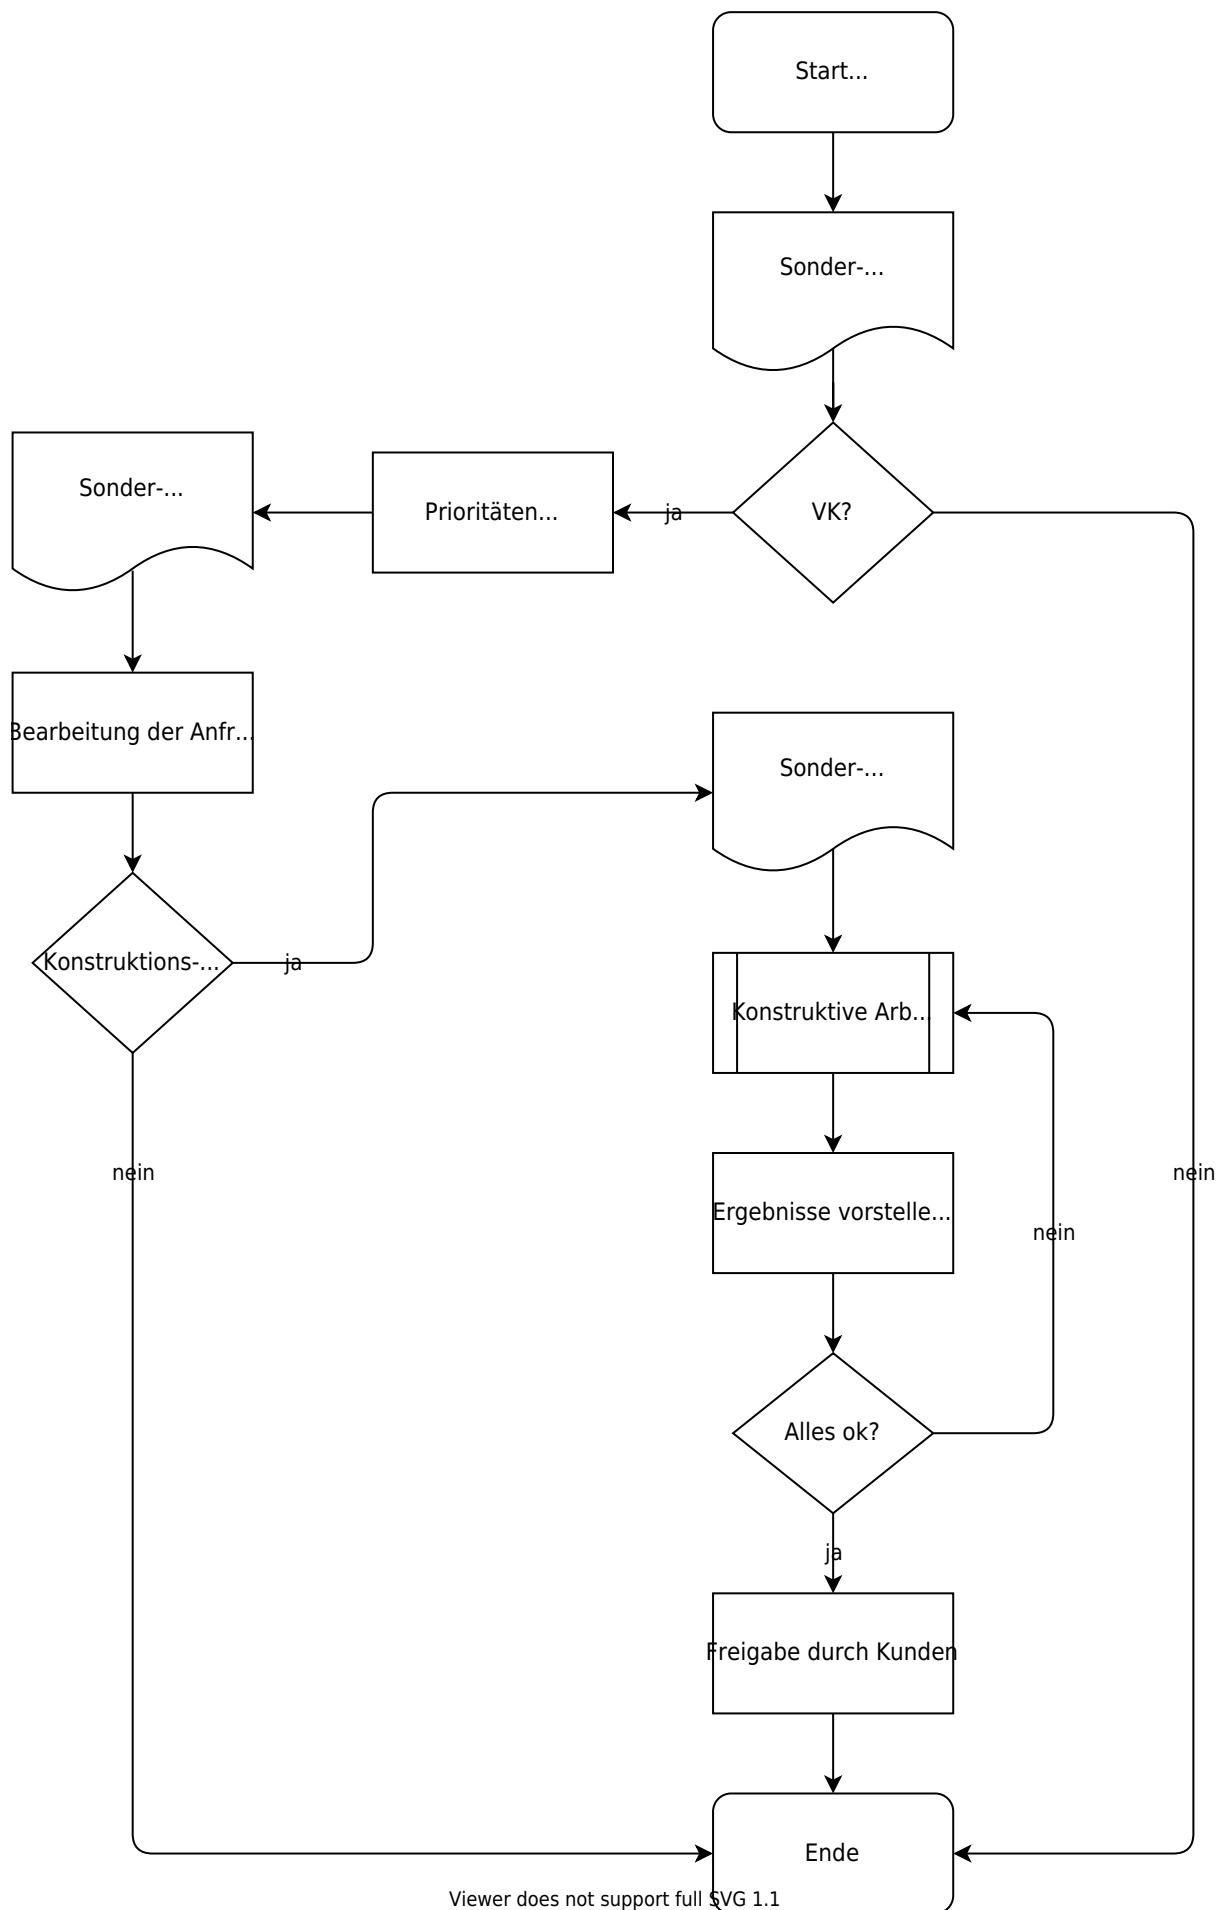 Start...
Sonder-...
VK?
ja
Prioritäten...
Sonder-...
Bearbeitung der Anfr...
Konstruktions-...
ja
Sonder-...
Konstruktive Arb...
nein
nein
Ergebnisse vorstelle...
nein
Alles ok?
ja
Freigabe durch Kunden
Ende
Viewer does not support full SVG 1.1